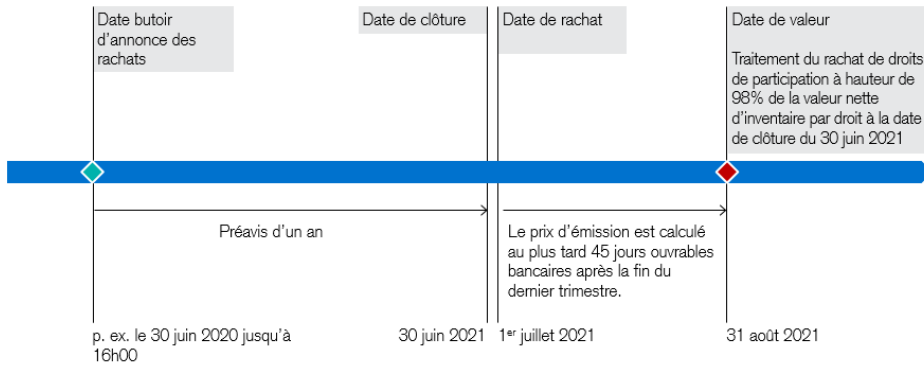 Date butoir
d'annonce des
rachats
Date de clôture
Date de rachat
Date de valeur
Traitement du rachat de droits
de participation à hauteur de
98% de la valeur nette
d'inventaire par droit à la date
de clôture du 30 juin 2021
Préavis d'un an
Le prix d'émission est calculé
au plus tard 45 jours ouvrables
bancaires après la fin du
dernier trimestre.
p. ex. le 30 juin 2020 jusqu'à
16h00
30 juin 2021
1er juillet 2021
31 août 2021